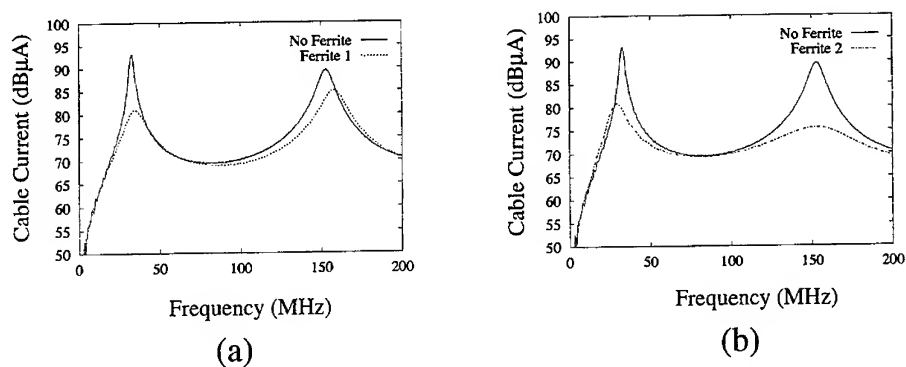 100
95
90
85
80
75
70
65
60
55
50
Cable Current (dBµA)
No Ferrite
Ferrite 1
0 50 100 150 200
Frequency (MHz)
(a)
100
95
90
85
80
75
70
65
60
55
50
Cable Current (dBµA)
No Ferrite
Ferrite 2
0 50 100 150 200
Frequency (MHz)
(b)